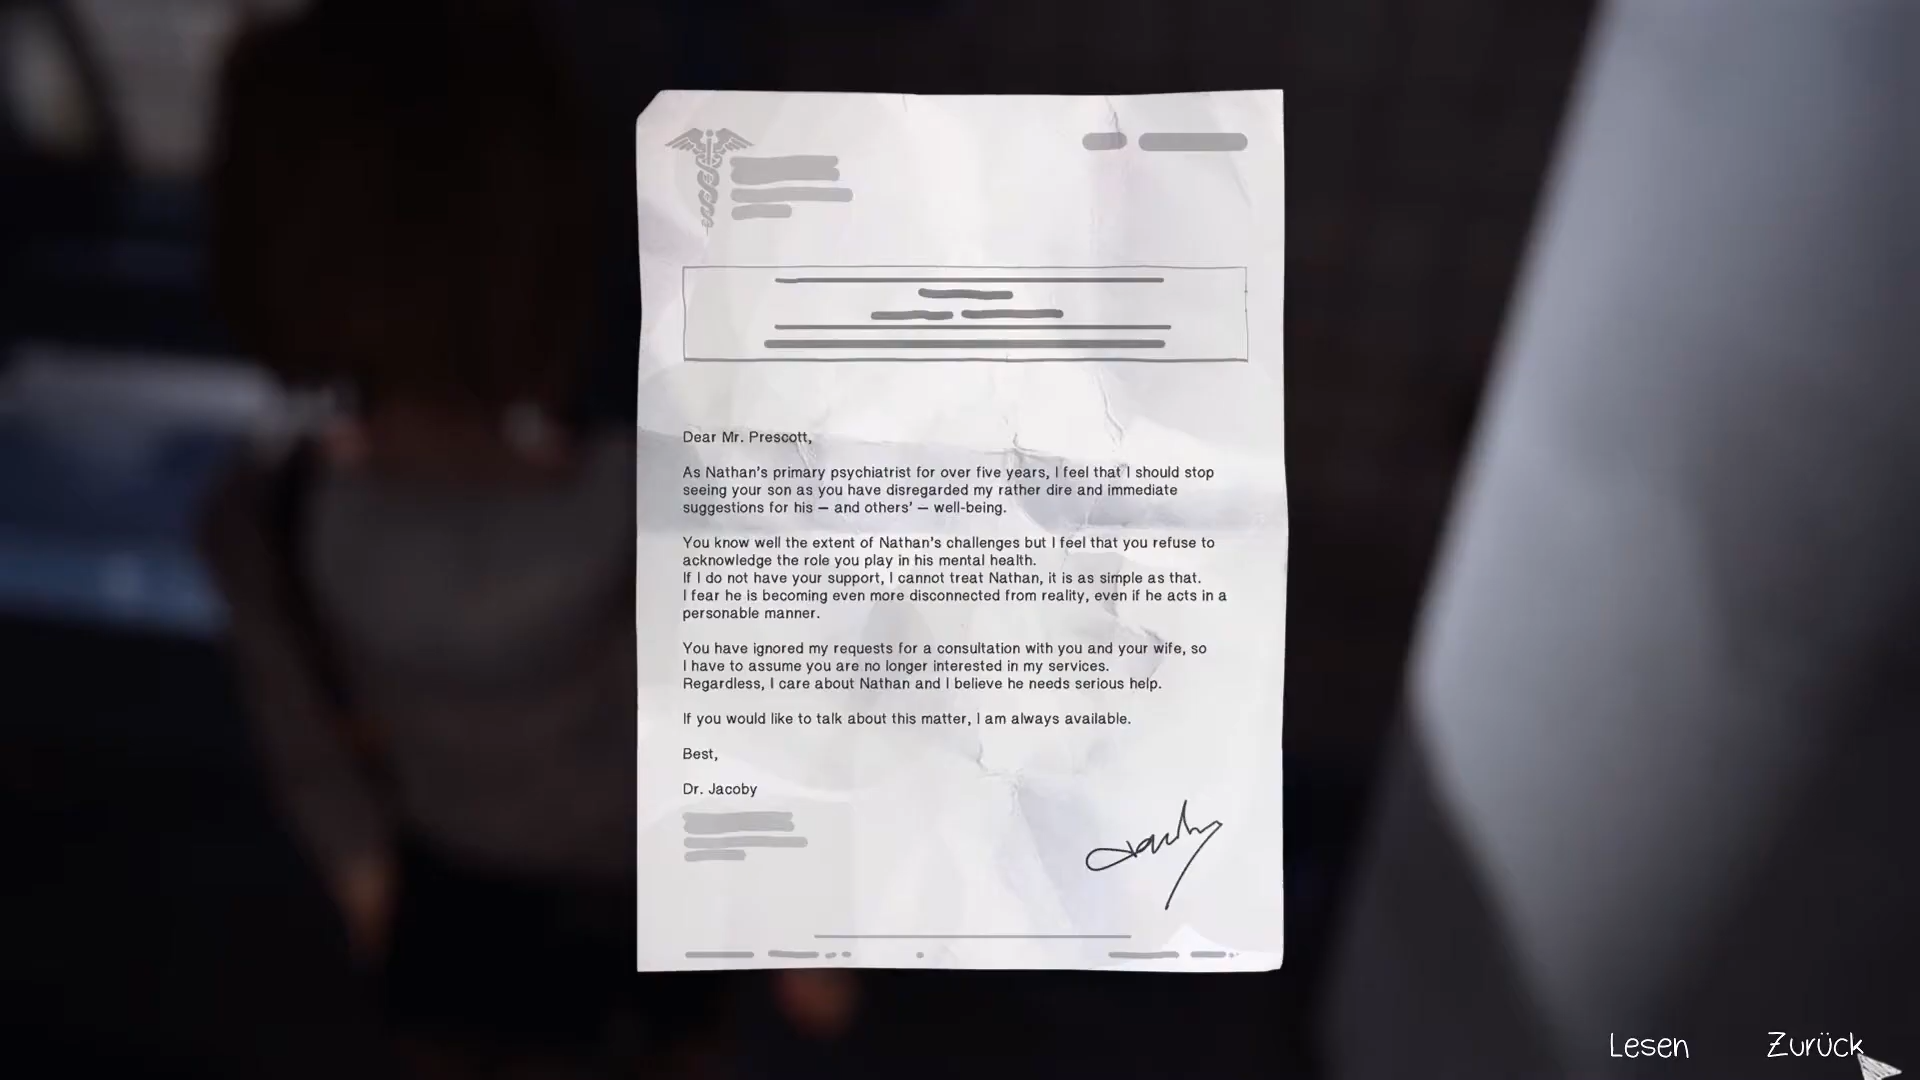 Dear Mr. Prescott,
As Nathan's primary psychiatrist for over five years, I feel that I should stop
seeing your son as you have disregarded my rather dire and immediate
suggestions for his – and others' – well-being.
You know well the extent of Nathan's challenges but I feel that you refuse to
acknowledge the role you play in his mental health.
If I do not have your support, I cannot treat Nathan, it is as simple as that.
I fear he is becoming even more disconnected from reality, even if he acts in a
personable manner.
You have ignored my requests for a consultation with you and your wife, so
I have to assume you are no longer interested in my services.
Regardless, I care about Nathan and I believe he needs serious help.
If you would like to talk about this matter, I am always available.
Best,
Dr. Jacoby
Lesen
Zurück